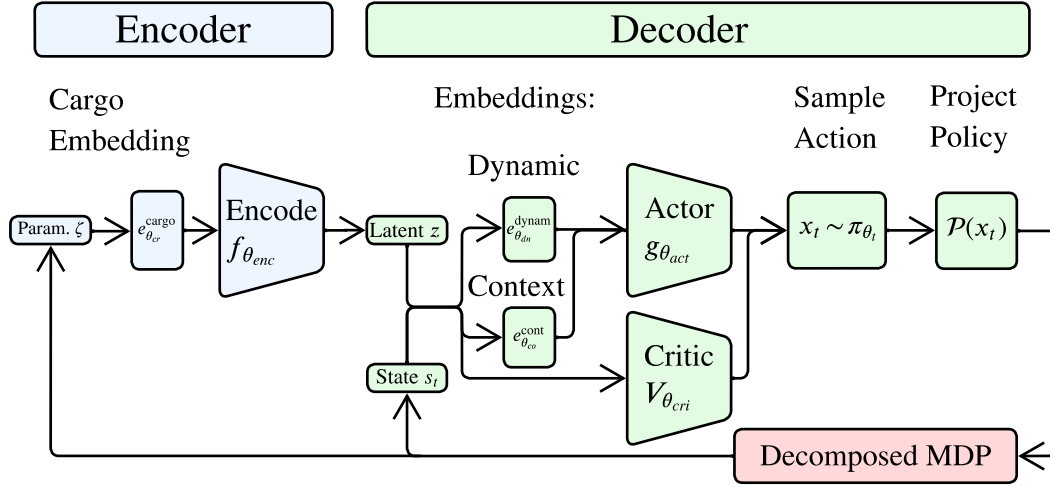 Encoder
Decoder
Cargo
Embedding
Embeddings:
Sample
Action
Project
Policy
Dynamic
Param. ζ
e^{cargo}_{θ_{cr}}
Encode
f_{θ_{enc}}
Latent z
e^{dynam}_{θ_{dn}}
Actor
g_{θ_{act}}
x_t ~ π_{θ_t}
𝒫(x_t)
Context
e^{cont}_{θ_{co}}
State s_t
Critic
V_{θ_{cri}}
Decomposed MDP